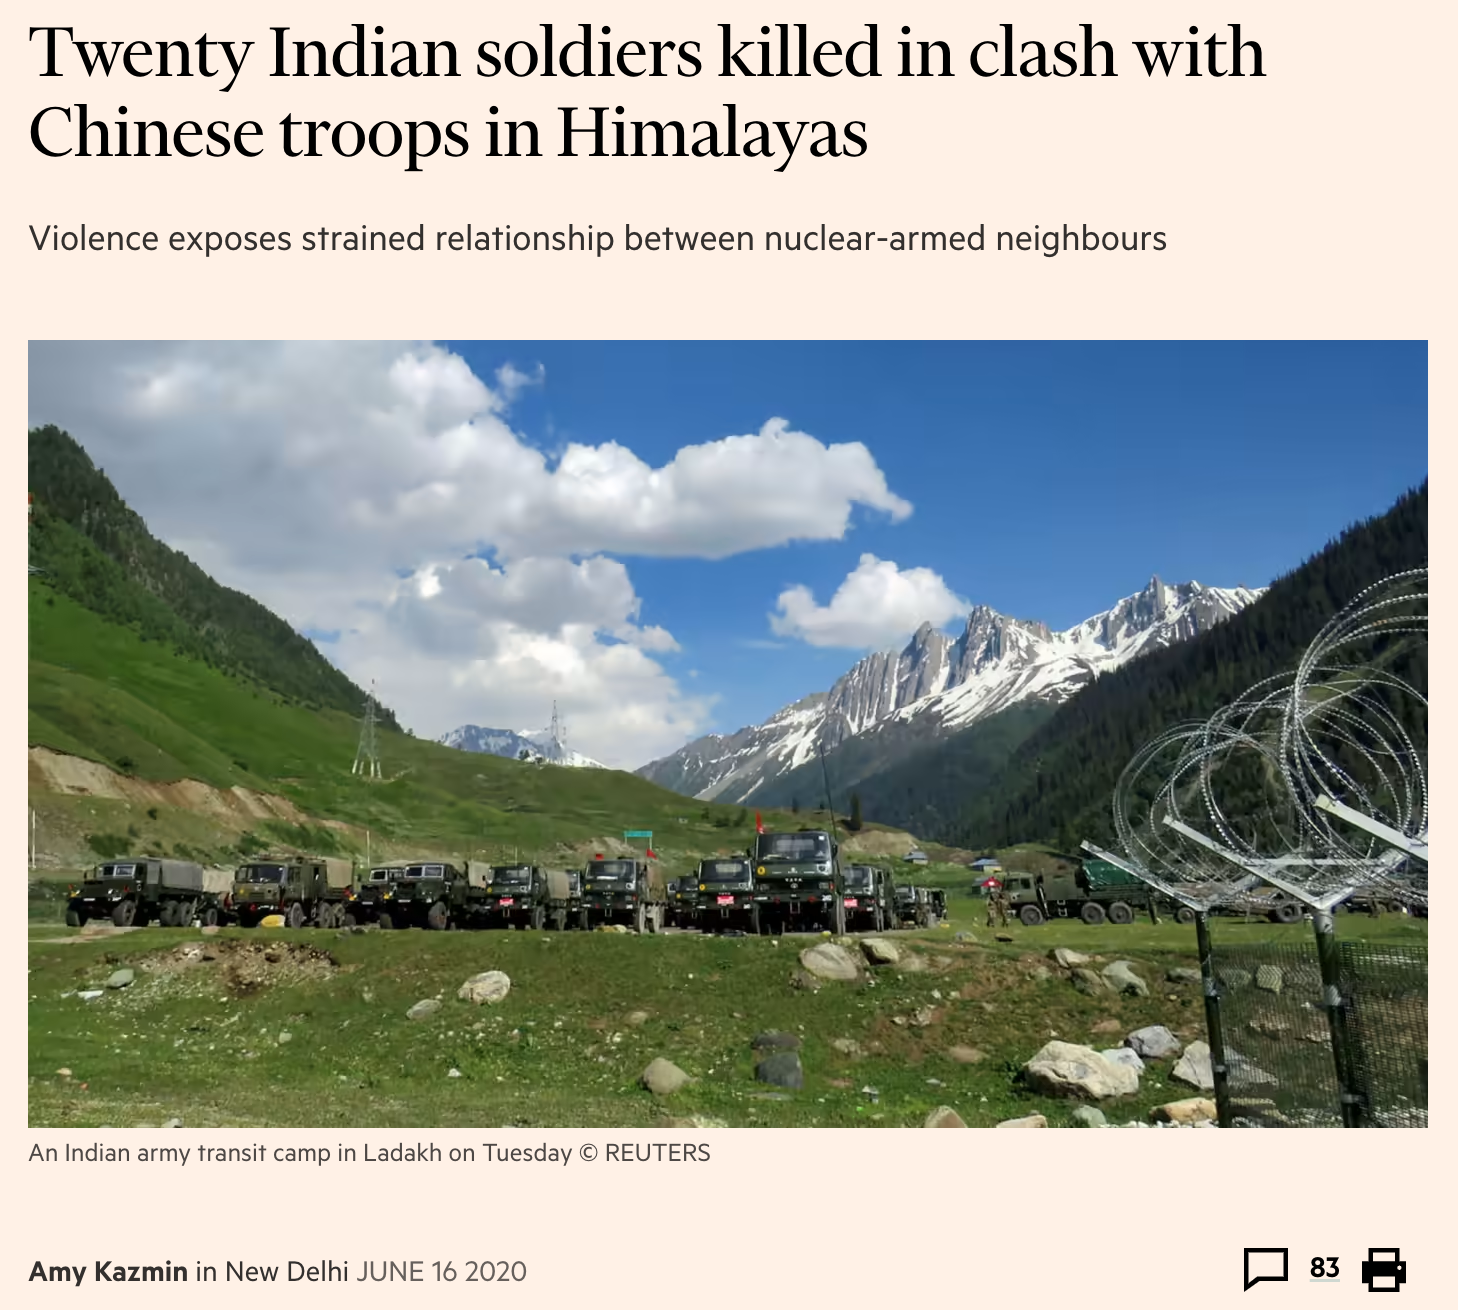 Twenty Indian soldiers killed in clash with
Chinese troops in Himalayas
Violence exposes strained relationship between nuclear-armed neighbours
An Indian army transit camp in Ladakh on Tuesday © REUTERS
Amy Kazmin in New Delhi JUNE 16 2020
83